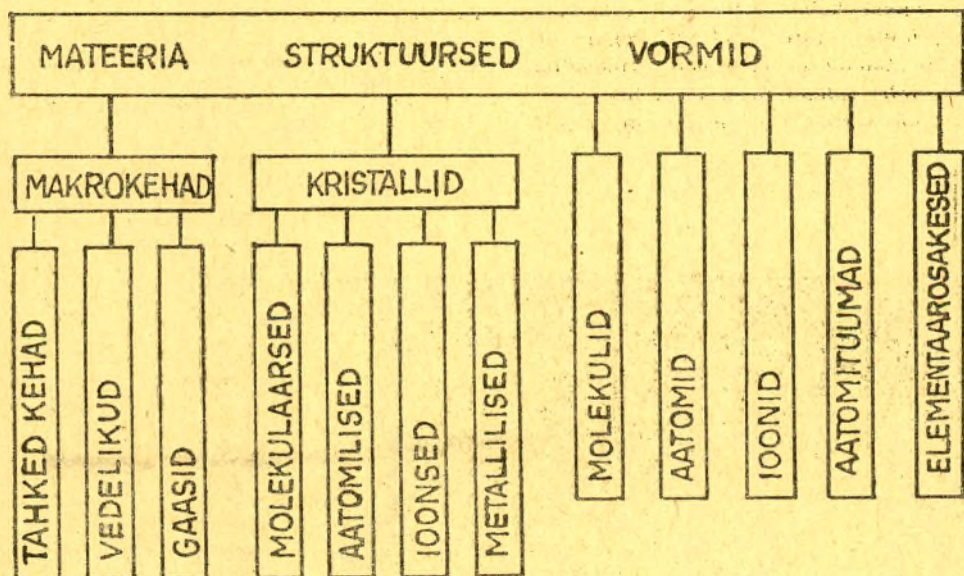 MATEERIA STRUKTUURSED VORMID
MAKROKEHAD
KRISTALLID
TAHKED KEHAD
VEDELIKUD
GAASID
MOLEKULAARSED
AATOMILISED
IOONSED
METALLILISED
MOLEKULID
AATOMID
IOONID
AATOMITUUMAD
ELEMENTAAROSAKESED